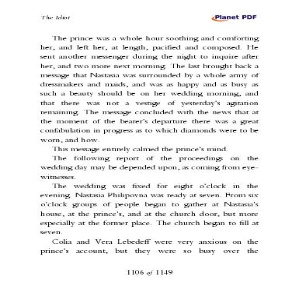 The Idiot
Planet PDF
The prince was a whole hour soothing and comforting
her, and left her, at length, pacified and composed. He
sent another messenger during the night to inquire after
her, and two more next morning. The last brought back a
message that Nastasia was surrounded by a whole army of
dressmakers and maids, and was as happy and as busy as
such a beauty should be on her wedding morning, and
that there was not a vestige of yesterday's agitation
remaining. The message concluded with the news that at
the moment of the bearer's departure there was a great
confabulation in progress as to which diamonds were to be
worn, and how.
This message entirely calmed the prince's mind.
The following report of the proceedings on the
wedding day may be depended upon, as coming from eye-
witnesses.
The wedding was fixed for eight o'clock in the
evening. Nastasia Philipovna was ready at seven. From six
o'clock groups of people began to gather at Nastasia's
house, at the prince's, and at the church door, but more
especially at the former place. The church began to fill at
seven.
Colia and Vera Lebedeff were very anxious on the
prince's account, but they were so busy over the
1106 of 1149